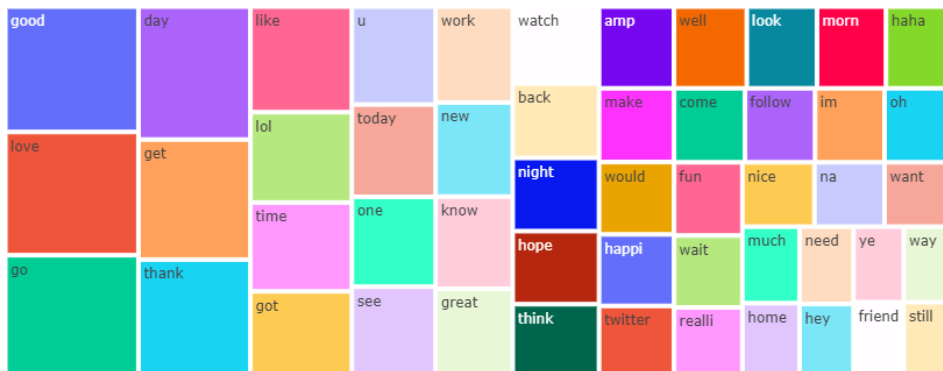 good
love
go
day
get
thank
like
lol
time
got
u
today
one
see
work
new
know
great
watch
back
night
hope
think
amp
well
look
morn
haha
make
come
follow
im
oh
would
fun
nice
na
want
happi
wait
much
need
ye
way
twitter
realli
home
hey
friend
still